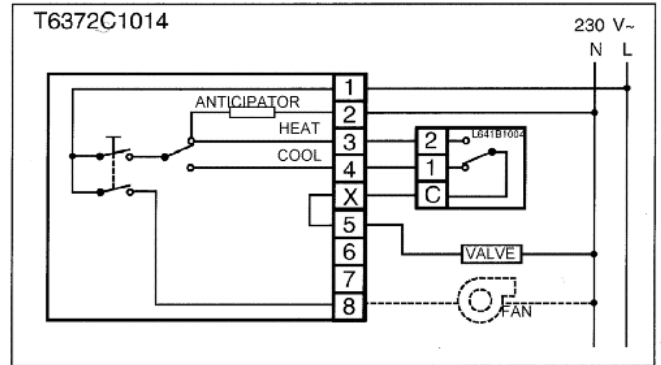 T6372C1014
230 V~
N L
1
ANTICIPATOR
2
HEAT
3
2
L641B1004
COOL
4
1
X
C
5
6
VALVE
7
8
FAN